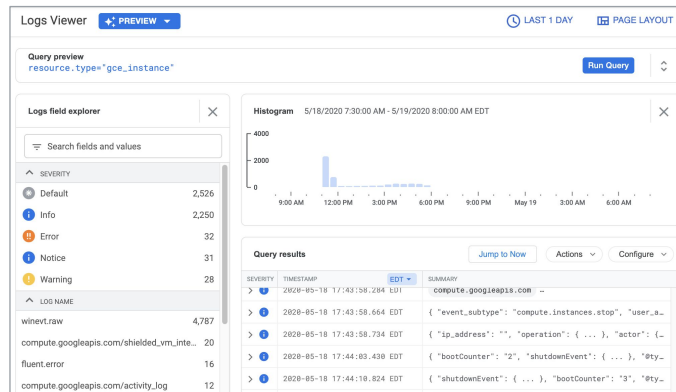 Logs Viewer PREVIEW LAST 1 DAY PAGE LAYOUT
Query preview
resource.type="gce_instance"
Run Query
Logs field explorer
Search fields and values
SEVERITY
Default 2,526
Info 2,250
Error 32
Notice 31
Warning 28
LOG NAME
winevt.raw 4,787
compute.googleapis.com/shielded_vm_inte... 20
fluent.error 16
compute.googleapis.com/activity_log 12
Histogram 5/18/2020 7:30:00 AM - 5/19/2020 8:00:00 AM EDT
4000
2000
0
9:00 AM 12:00 PM 3:00 PM 6:00 PM 9:00 PM May 19 3:00 AM 6:00 AM
Query results Jump to Now Actions Configure
SEVERITY TIMESTAMP EDT SUMMARY
2020-05-18 17:43:58.284 EDT compute.googleapis.com …
2020-05-18 17:43:58.664 EDT { "event_subtype": "compute.instances.stop", "user_a…
2020-05-18 17:43:58.734 EDT { "ip_address": "", "operation": { ... }, "actor": {…
2020-05-18 17:44:03.430 EDT { "bootCounter": "2", "shutdownEvent": { ... }, "@ty…
2020-05-18 17:44:10.824 EDT { "shutdownEvent": { ... }, "bootCounter": "3", "@ty…